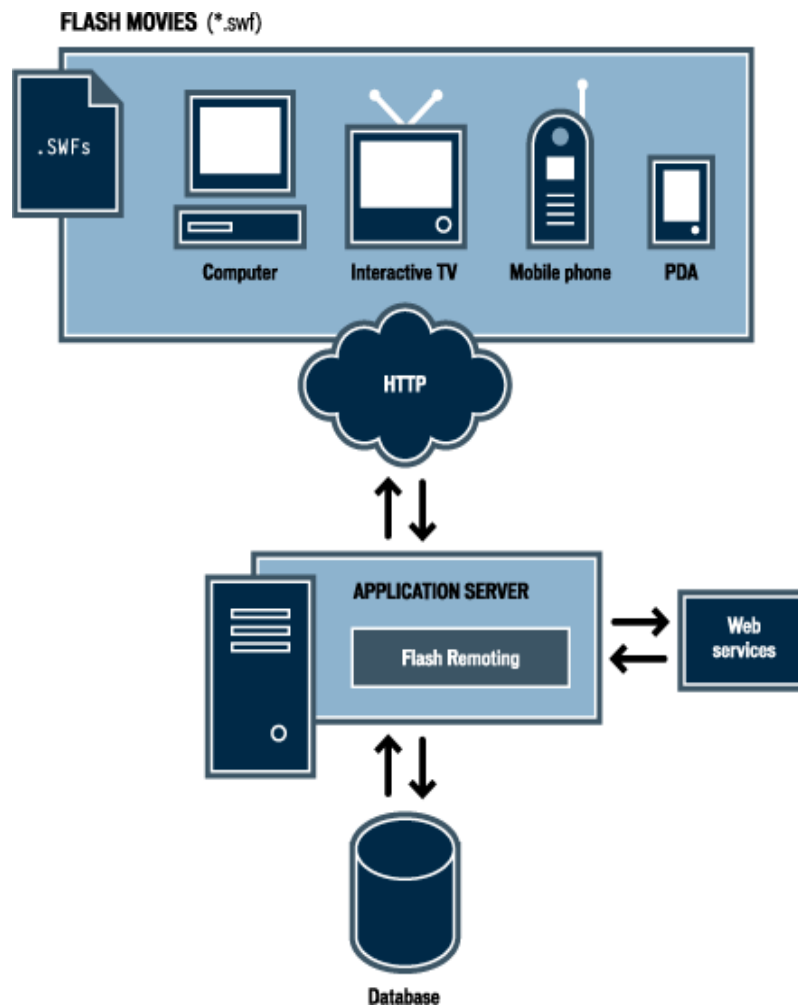 FLASH MOVIES (*.swf)
.SWFs
Computer
Interactive TV
Mobile phone
PDA
HTTP
APPLICATION SERVER
Flash Remoting
Web
services
Database